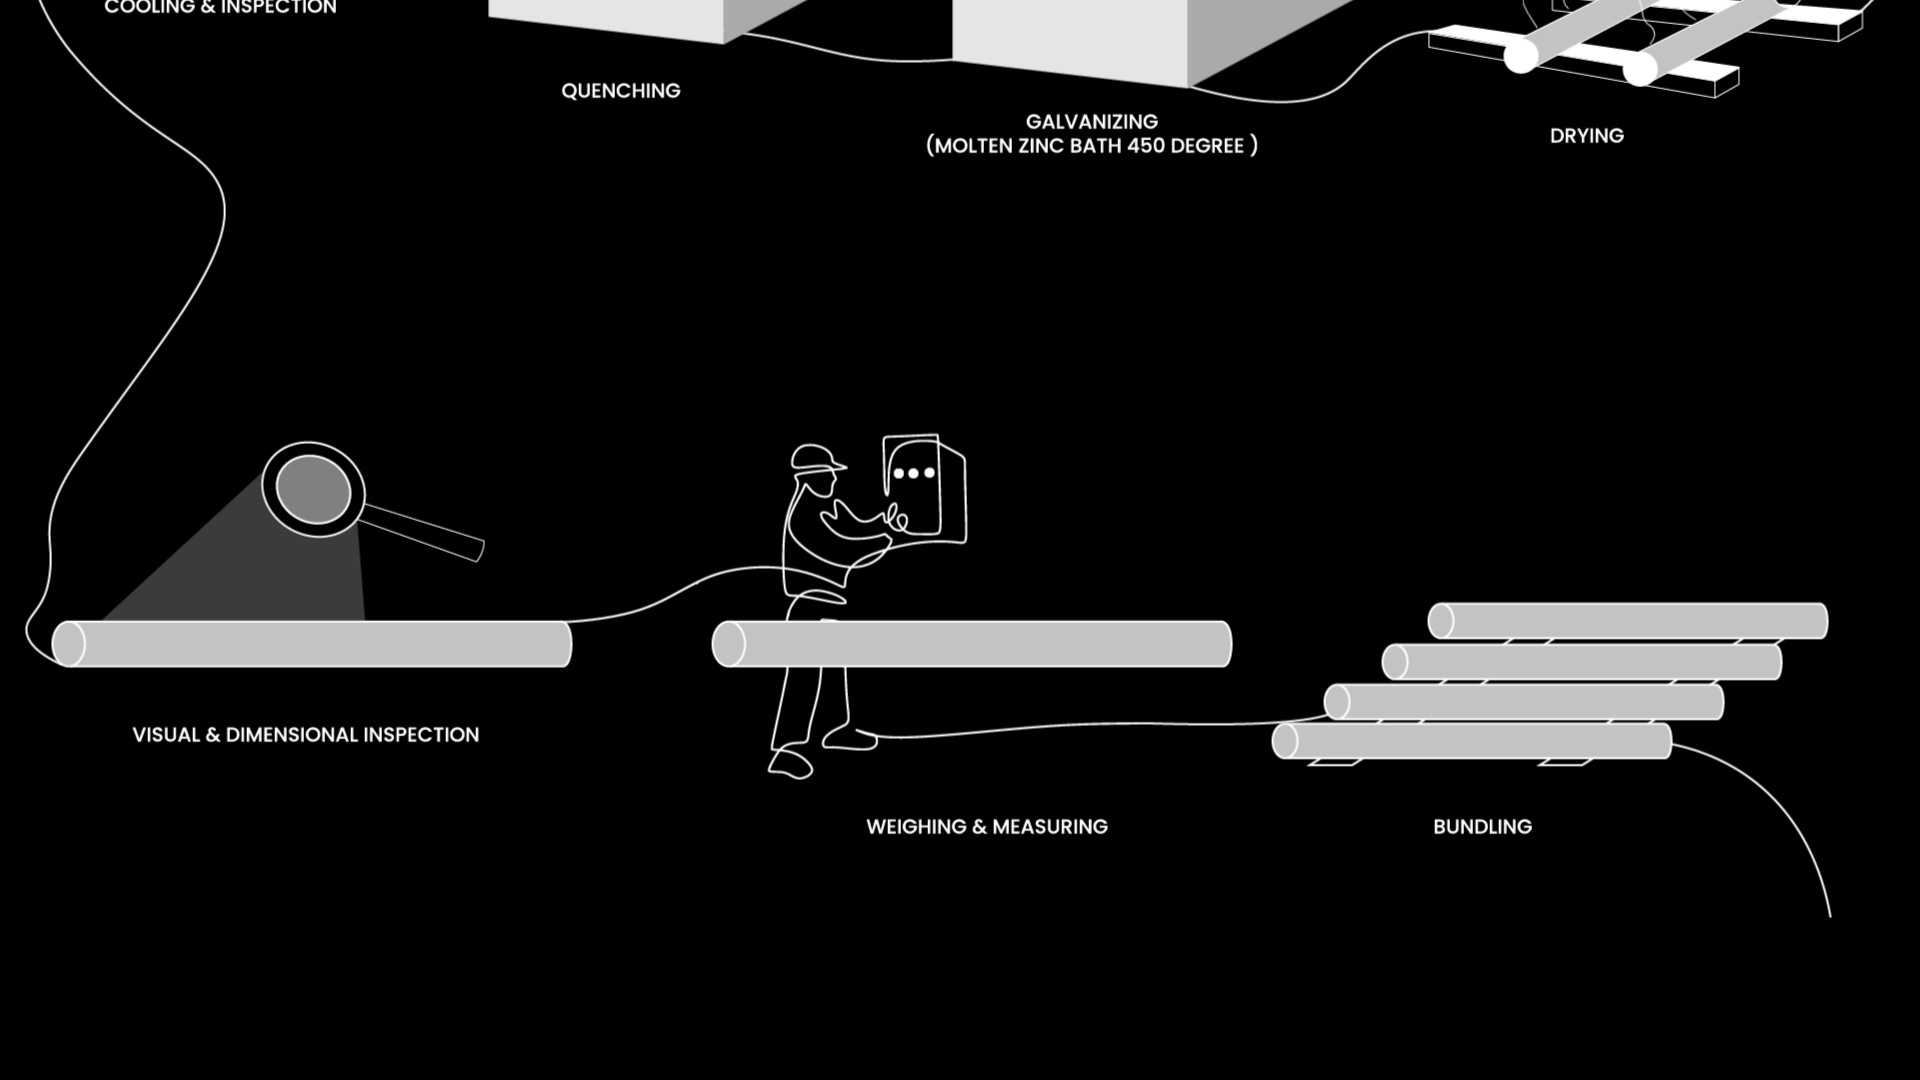 COOLING & INSPECTION
QUENCHING
GALVANIZING
(MOLTEN ZINC BATH 450 DEGREE )
DRYING
VISUAL & DIMENSIONAL INSPECTION
WEIGHING & MEASURING
BUNDLING